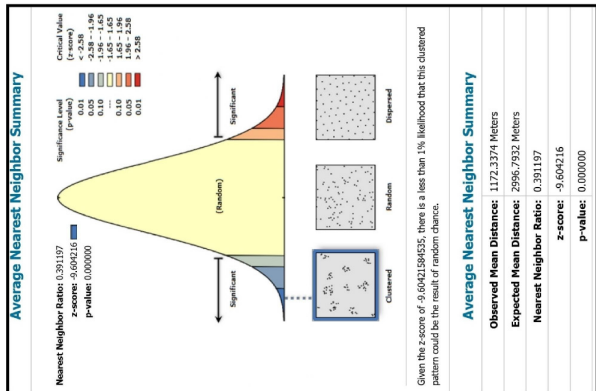 Average Nearest Neighbor Summary
Nearest Neighbor Ratio: 0.391197
z-score: -9.604216
p-value: 0.000000
Significance Level Critical Value
(p-value) (z-score)
0.01 < -2.58
0.05 -2.58 - -1.96
0.10 -1.96 - -1.65
--- -1.65 - 1.65
0.10 1.65 - 1.96
0.05 1.96 - 2.58
0.01 > 2.58
(Random)
Significant Significant
Clustered Random Dispersed
Given the z-score of -9.60421584535, there is a less than 1% likelihood that this clustered
pattern could be the result of random chance.
Average Nearest Neighbor Summary
Observed Mean Distance: 1172.3374 Meters
Expected Mean Distance: 2996.7932 Meters
Nearest Neighbor Ratio: 0.391197
z-score: -9.604216
p-value: 0.000000